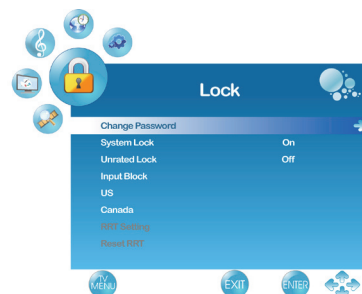 Lock
Change Password
System Lock On
Unrated Lock Off
Input Block
US
Canada
RRT Setting
Reset RRT
TV
MENU
EXIT
ENTER